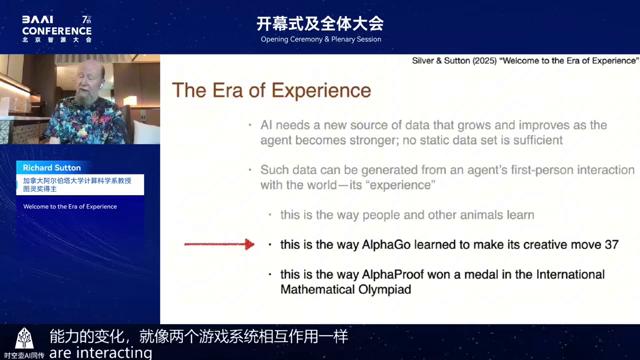 BAAI
CONFERENCE
北京智源大会
开幕式及全体大会
Opening Ceremony & Plenary Session
Silver & Sutton (2025) “Welcome to the Era of Experience”
The Era of Experience
• AI needs a new source of data that grows and improves as the
agent becomes stronger; no static data set is sufficient
• Such data can be generated from an agent’s first-person interaction
with the world—its “experience”
• this is the way people and other animals learn
• this is the way AlphaGo learned to make its creative move 37
• this is the way AlphaProof won a medal in the International
Mathematical Olympiad
Richard Sutton
加拿大阿尔伯塔大学计算科学系教授
图灵奖得主
Welcome to the Era of Experience
能力的变化，就像两个游戏系统相互作用一样
are interacting
时空壶AI同传